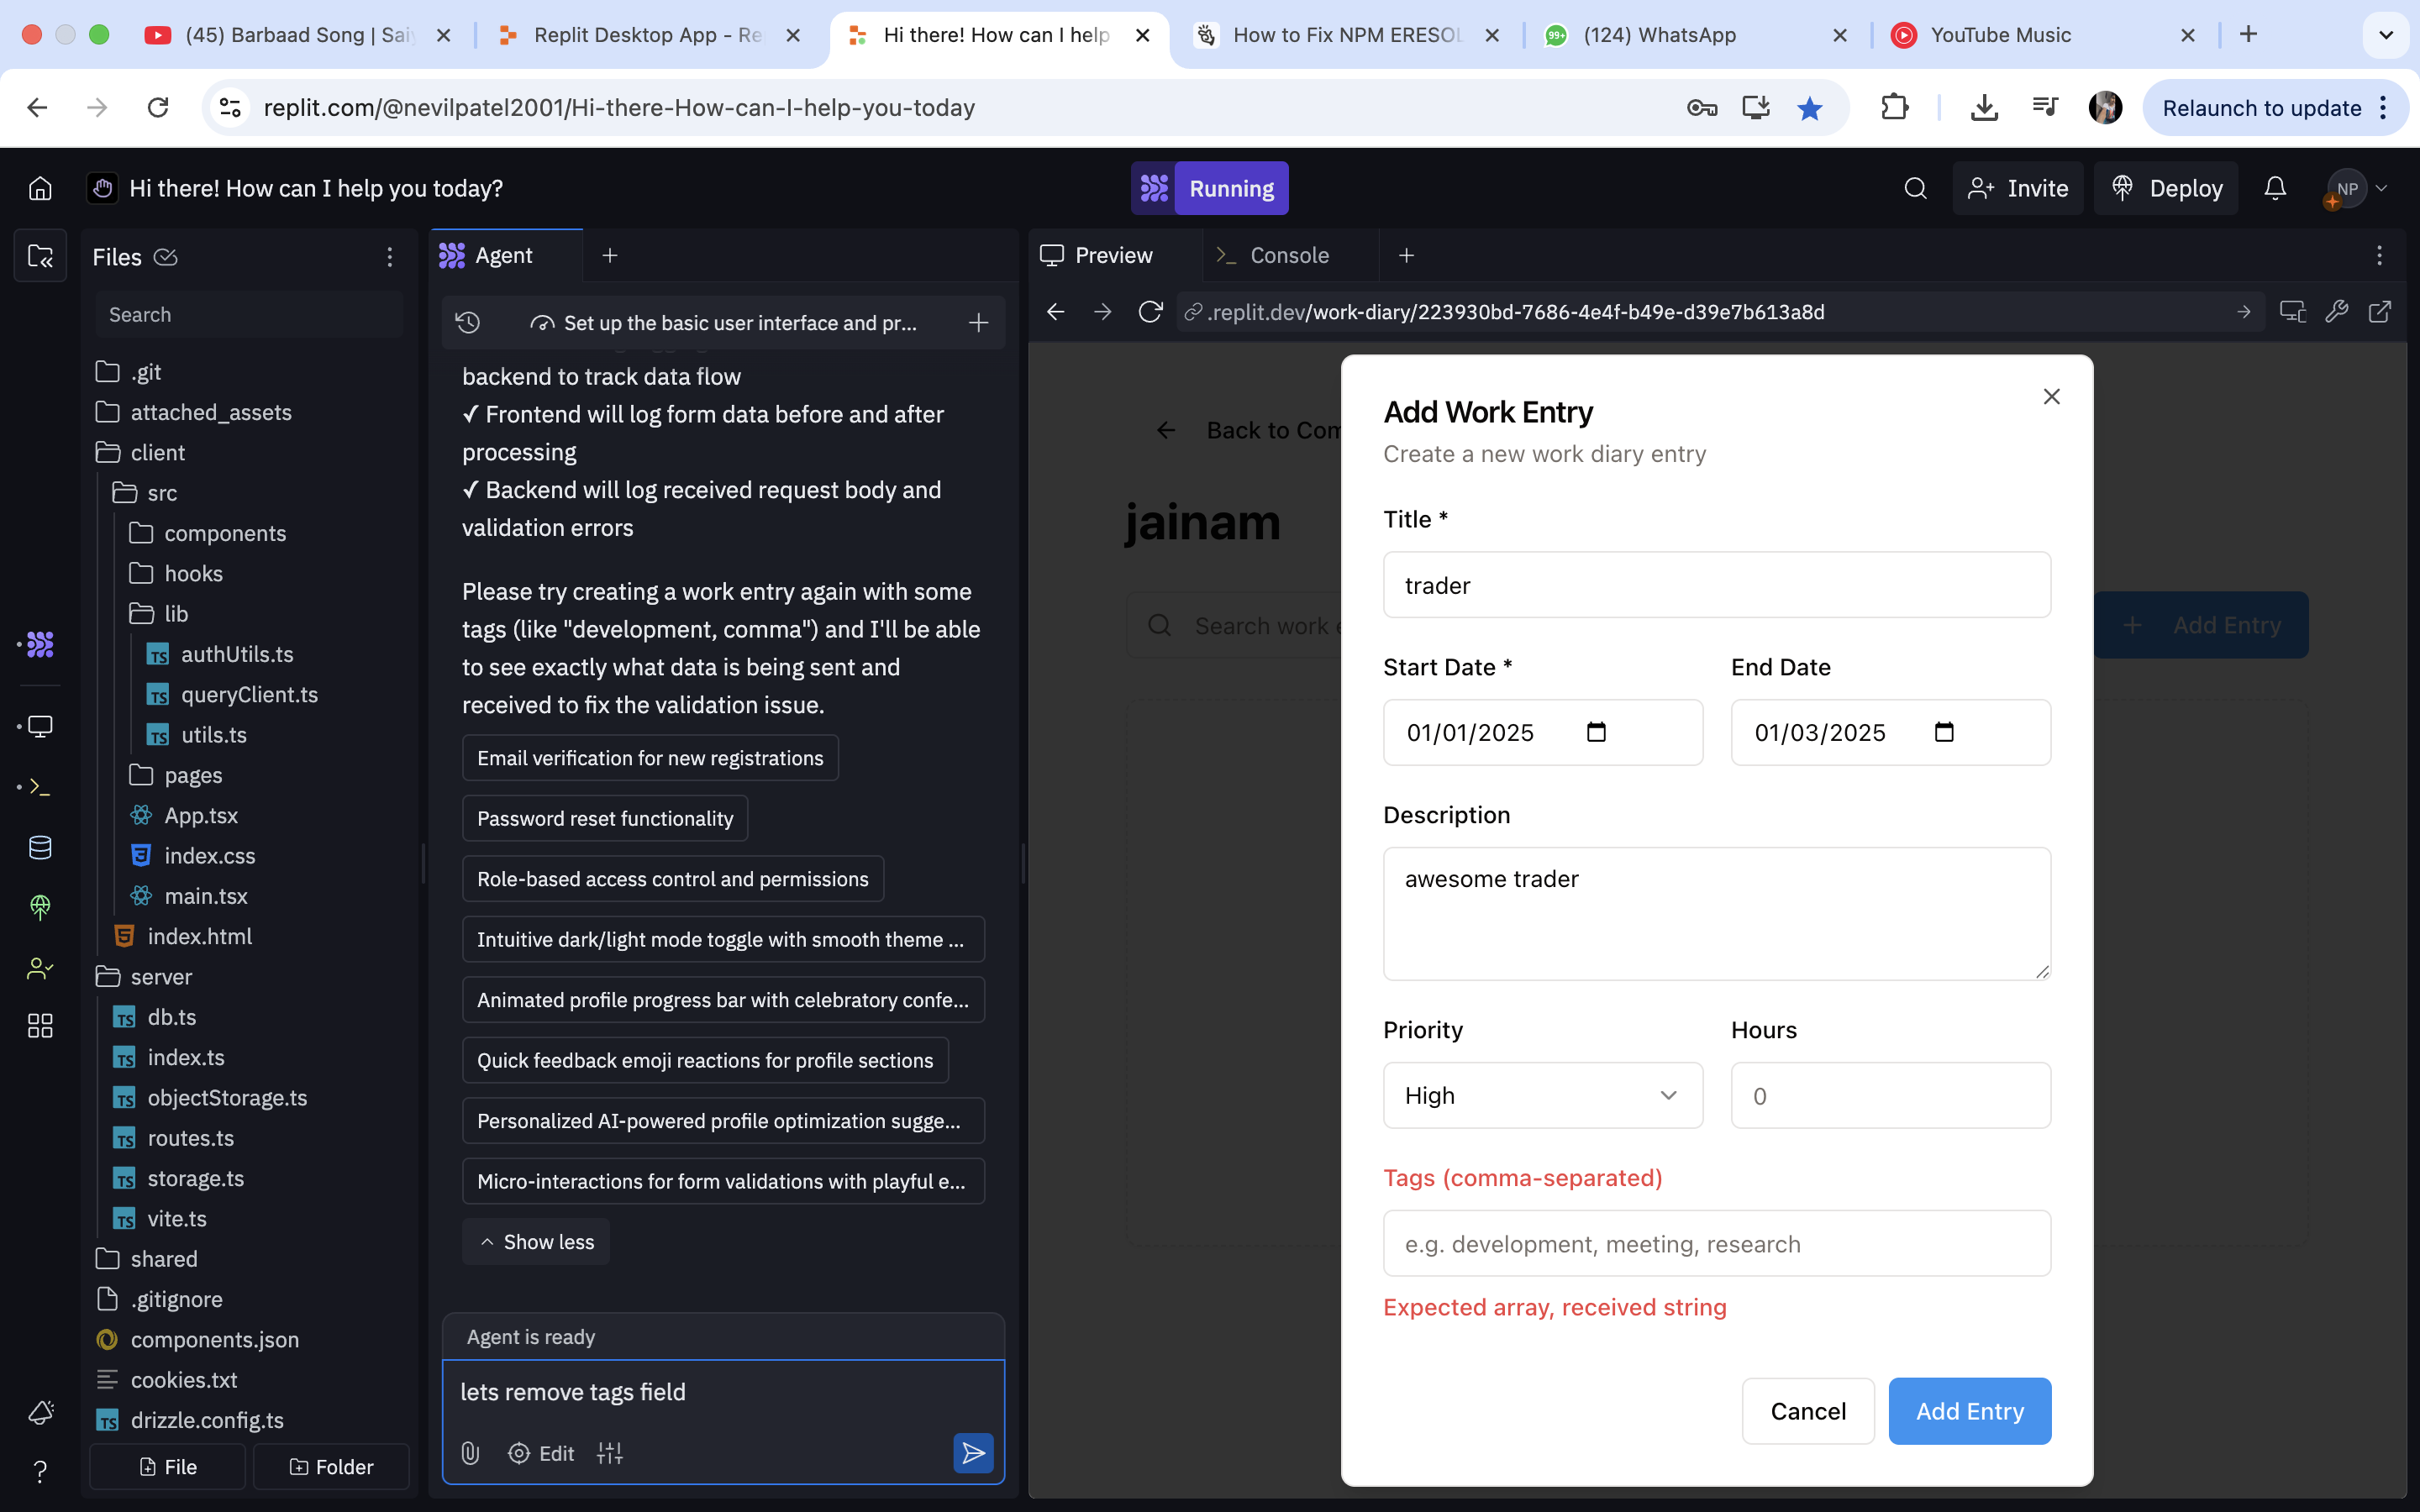 (45) Barbaad Song | Saiy
Replit Desktop App - Re
Hi there! How can I help
How to Fix NPM ERESOL
99+
(124) WhatsApp
YouTube Music
replit.com/@nevilpatel2001/Hi-there-How-can-I-help-you-today
Relaunch to update
Hi there! How can I help you today?
Running
Invite
Deploy
NP
Files
Search
.git
attached_assets
client
src
components
hooks
lib
TS authUtils.ts
TS queryClient.ts
TS utils.ts
pages
App.tsx
index.css
main.tsx
index.html
server
TS db.ts
TS index.ts
TS objectStorage.ts
TS routes.ts
TS storage.ts
TS vite.ts
shared
.gitignore
components.json
cookies.txt
TS drizzle.config.ts
File
Folder
Agent
Set up the basic user interface and pr...
backend to track data flow
✓ Frontend will log form data before and after
processing
✓ Backend will log received request body and
validation errors
Please try creating a work entry again with some
tags (like "development, comma") and I'll be able
to see exactly what data is being sent and
received to fix the validation issue.
Email verification for new registrations
Password reset functionality
Role-based access control and permissions
Intuitive dark/light mode toggle with smooth theme ...
Animated profile progress bar with celebratory confe...
Quick feedback emoji reactions for profile sections
Personalized AI-powered profile optimization sugge...
Micro-interactions for form validations with playful e...
Show less
Agent is ready
lets remove tags field
Edit
Preview
Console
.replit.dev/work-diary/223930bd-7686-4e4f-b49e-d39e7b613a8d
Back to Com
jainam
Search work e
Add Entry
Add Work Entry
Create a new work diary entry
Title *
trader
Start Date *
End Date
01/01/2025
01/03/2025
Description
awesome trader
Priority
Hours
High
0
Tags (comma-separated)
e.g. development, meeting, research
Expected array, received string
Cancel
Add Entry